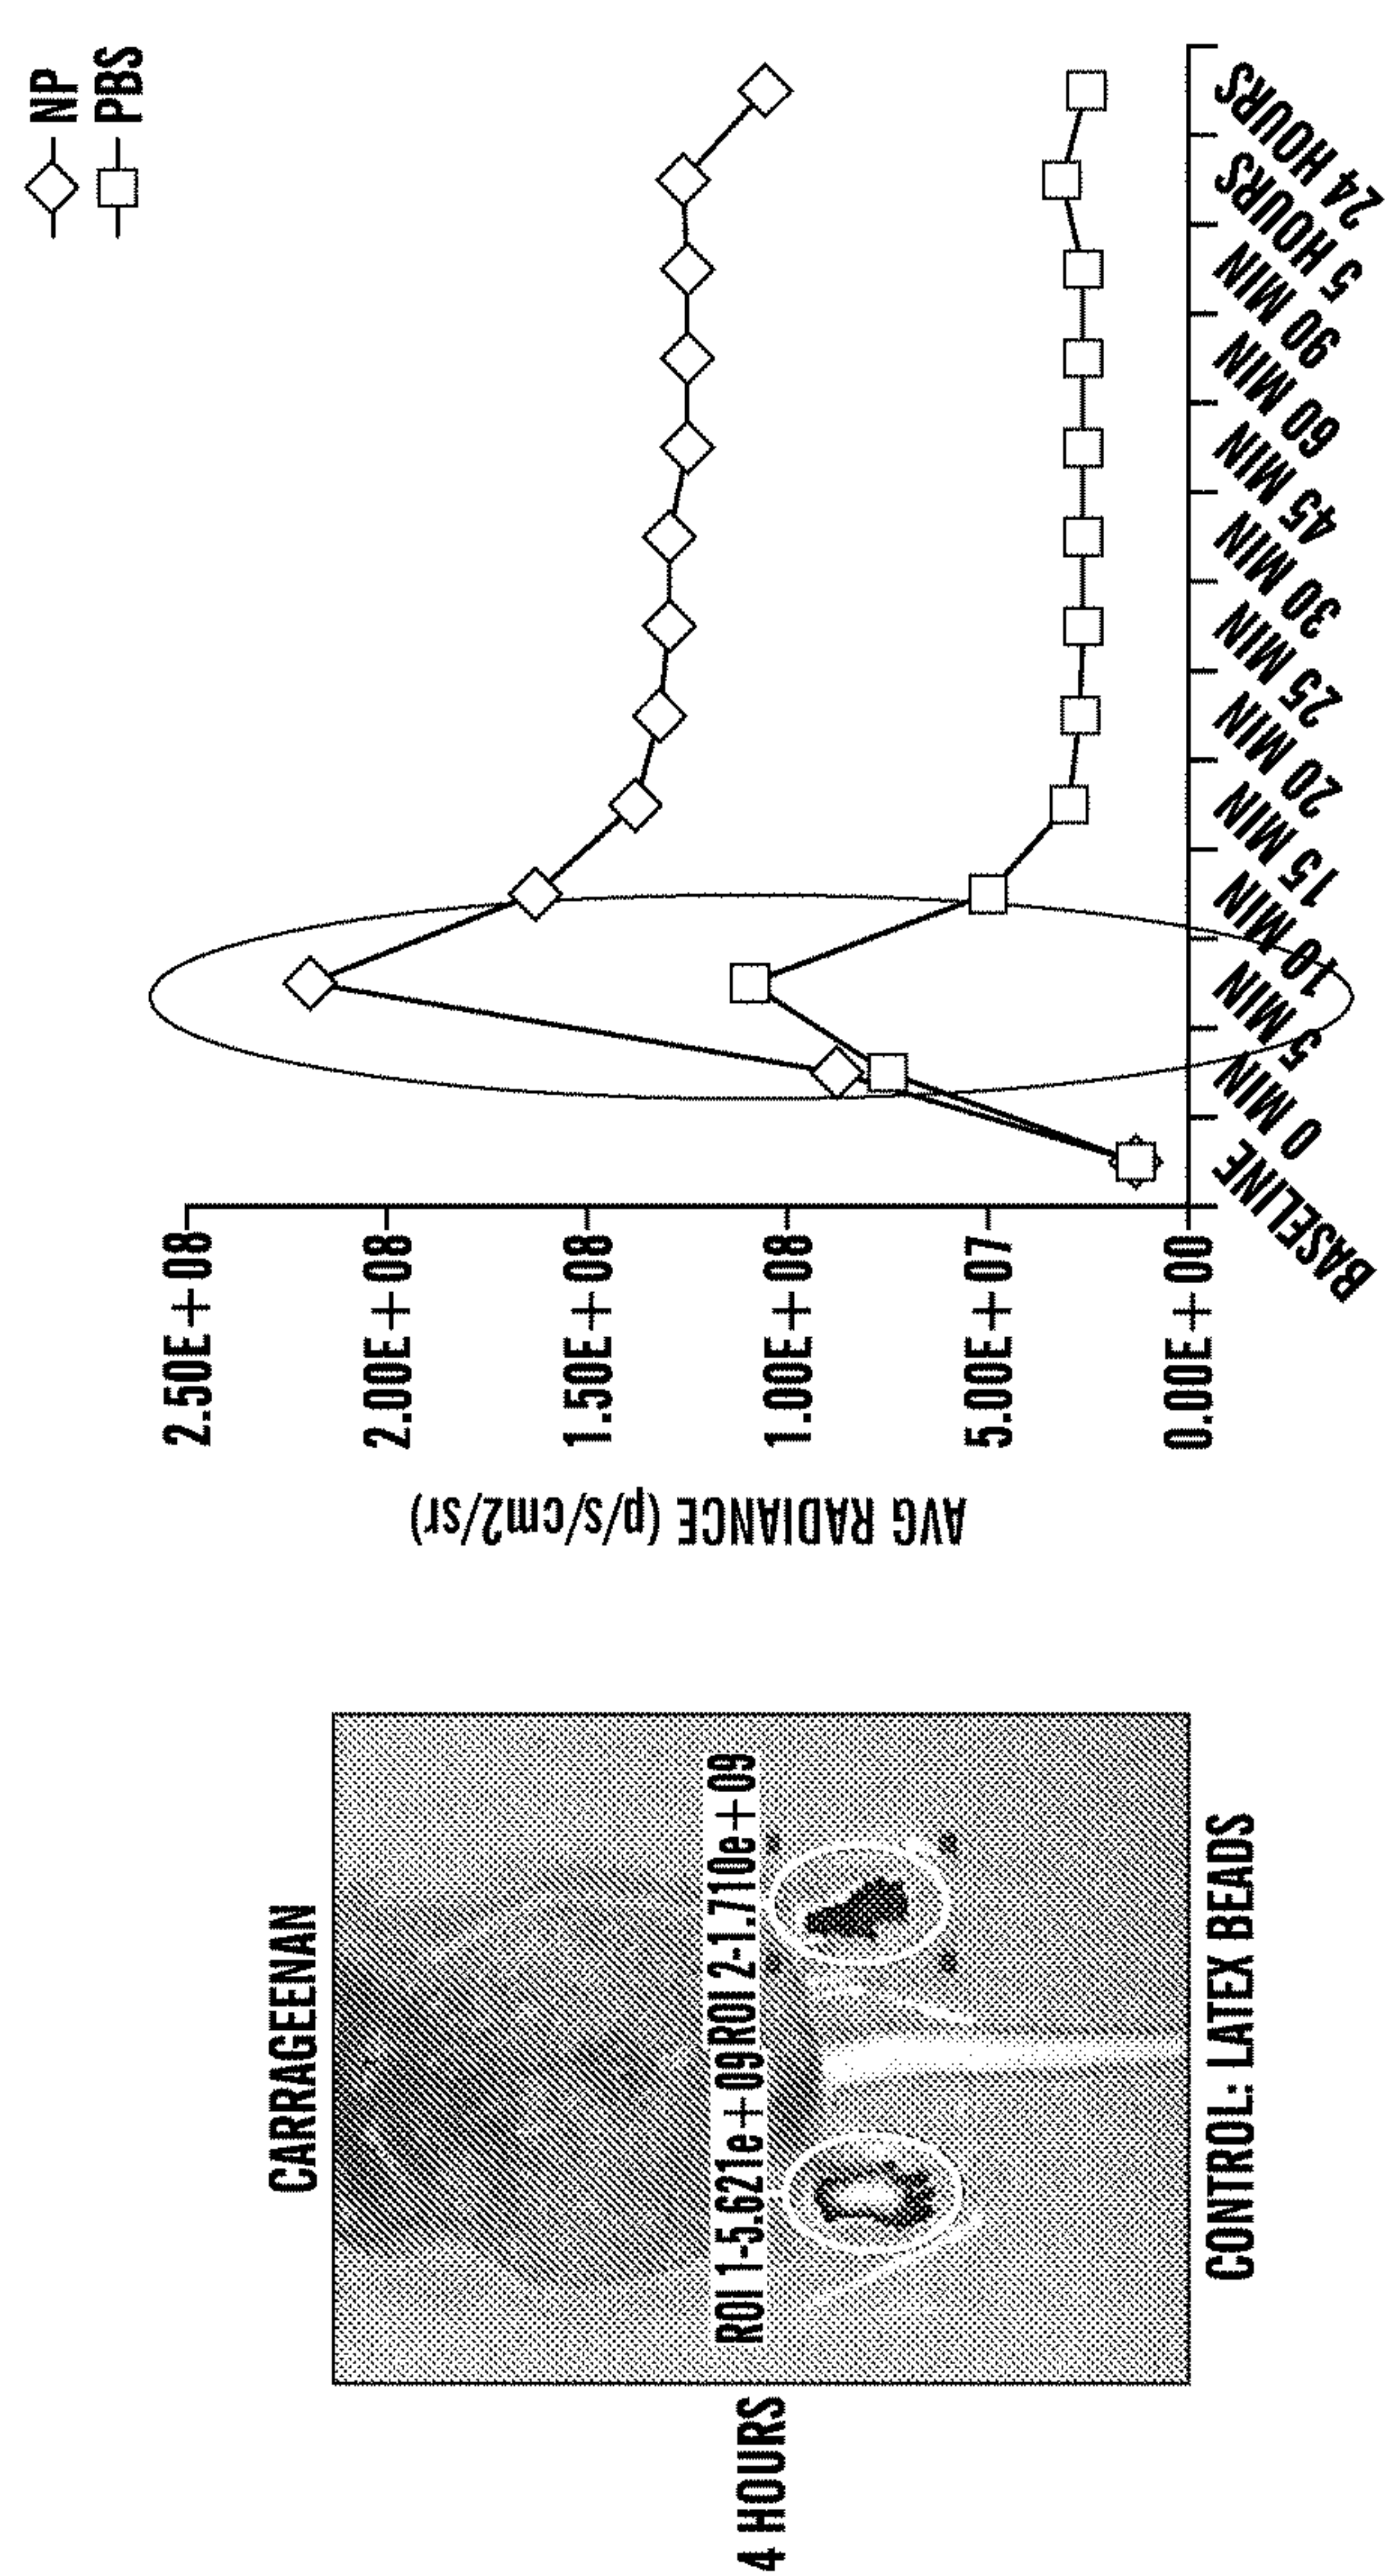 CARRAGEENAN
4 HOURS
ROI 1-5.621e+09 ROI 2-1.710e+09
CONTROL: LATEX BEADS
AVG RADIANCE (p/s/cm2/sr)
2.50E+08
2.00E+08
1.50E+08
1.00E+08
5.00E+07
0.00E+00
BASELINE
0 MIN
5 MIN
10 MIN
15 MIN
20 MIN
25 MIN
30 MIN
45 MIN
60 MIN
90 MIN
5 HOURS
24 HOURS
NP
PBS